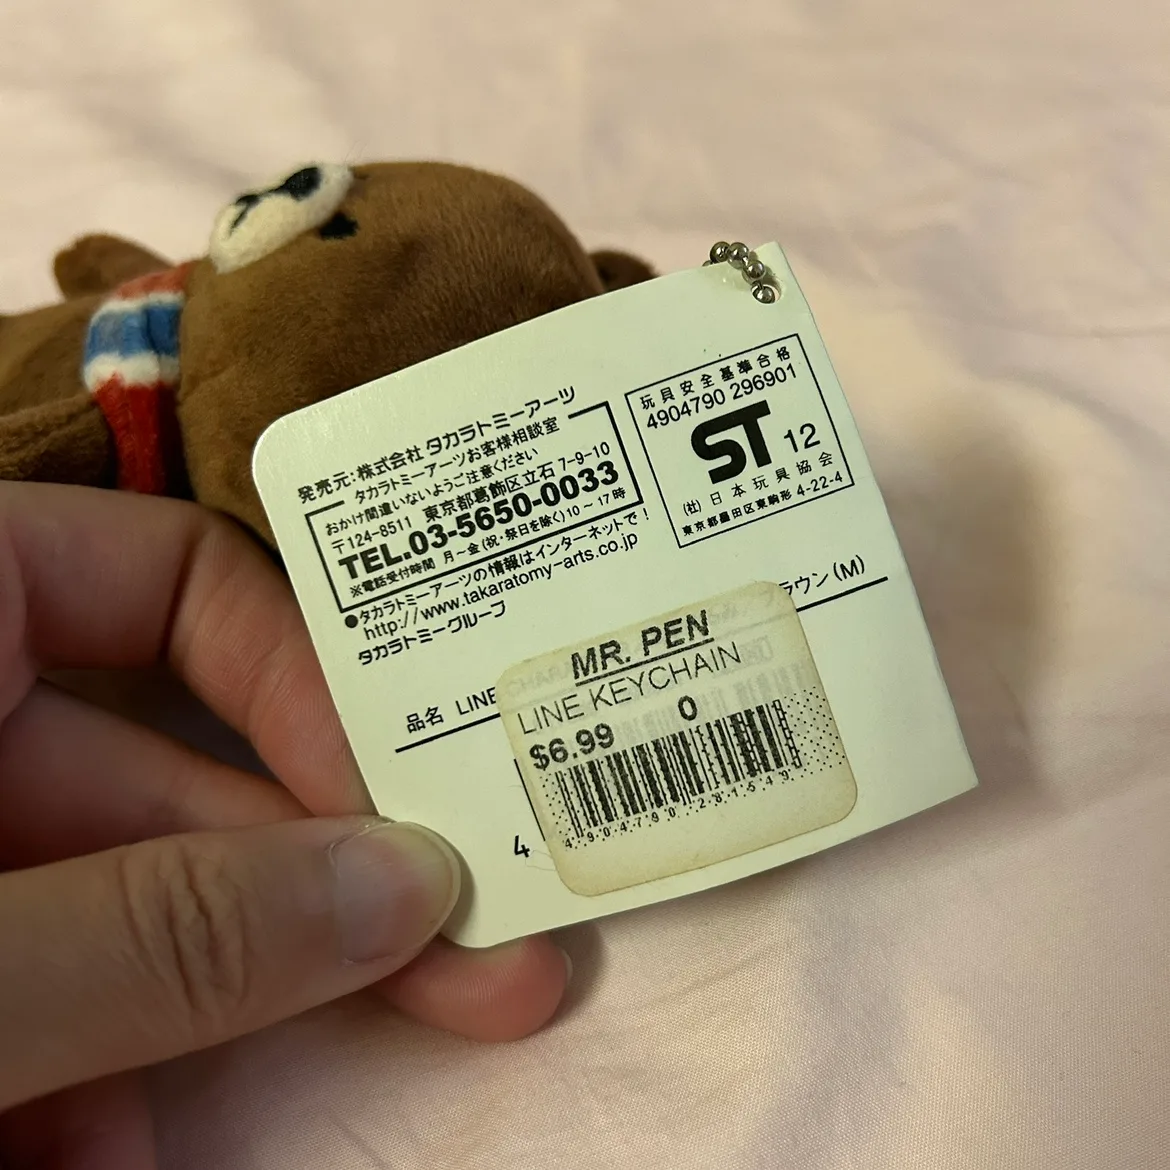 発売元:株式会社 タカラトミーアーツ
タカラトミーアーツお客様相談室
おかけ間違いないようご注意ください
〒124-8511 東京都葛飾区立石 7-9-10
TEL.03-5650-0033
※電話受付時間 月～金(祝・祭日を除く)10～17時
●タカラトミーアーツの情報はインターネットで!
http://www.takaratomy-arts.co.jp
タカラトミーグループ
玩具安全基準合格
4904790 296901
ST 12
(社)日本玩具協会
東京都墨田区東駒形 4-22-4
品名 LINE ラウン(M)
MR. PEN
LINE KEYCHAIN
$6.99 0
4